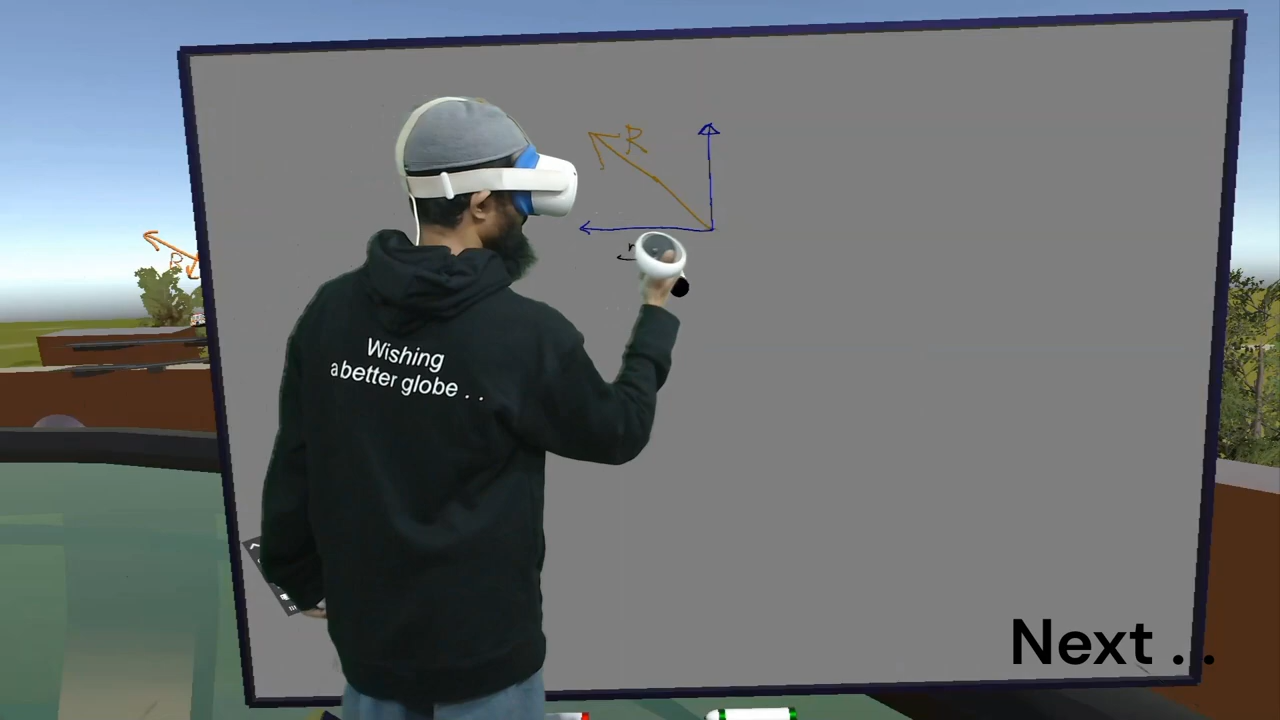 R
R
Wishing
a better globe . .
Next . .